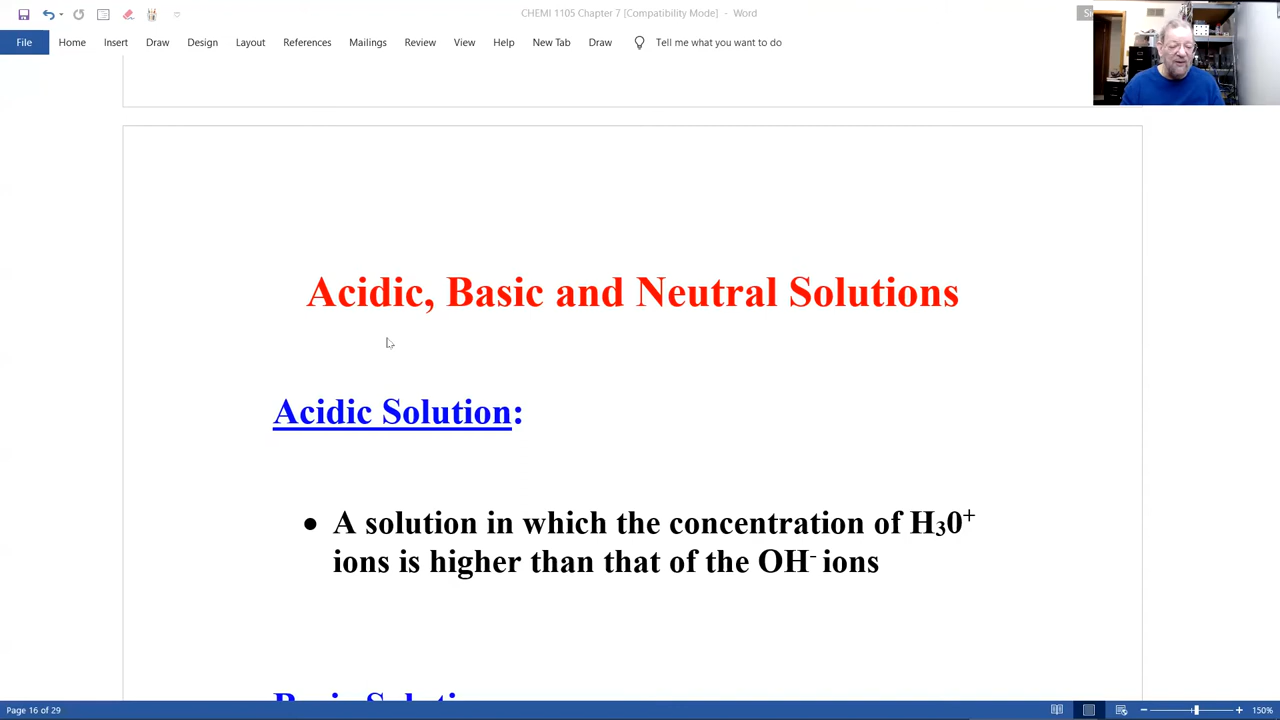 CHEMI 1105 Chapter 7 [Compatibility Mode] - Word
File Home Insert Draw Design Layout References Mailings Review View Help New Tab Draw Tell me what you want to do
Acidic, Basic and Neutral Solutions
Acidic Solution:
• A solution in which the concentration of H₃0⁺
ions is higher than that of the OH⁻ ions
Page 16 of 29
150%